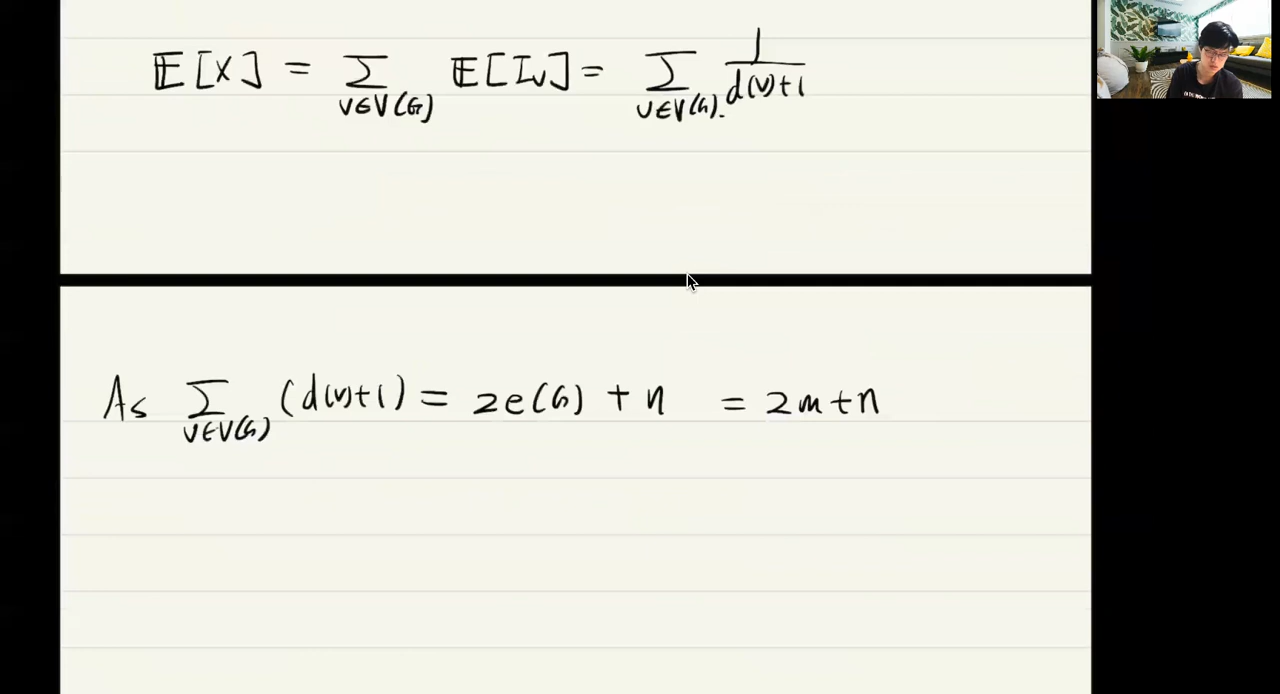 𝔼[X] = Σ_{v∈V(G)} 𝔼[I_v] = Σ_{v∈V(G)} 1/(d(v)+1)
As Σ_{v∈V(G)} (d(v)+1) = 2e(G) + n = 2m+n